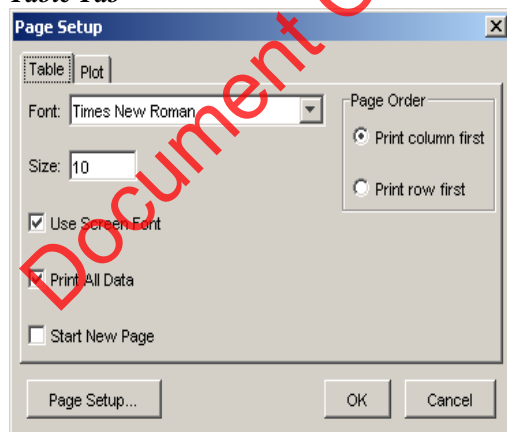 Table Tab
Page Setup
Table Plot
Font: Times New Roman
Page Order
Print column first
Size: 10
Print row first
Use Screen Font
Print All Data
Start New Page
Page Setup...
OK Cancel
Document